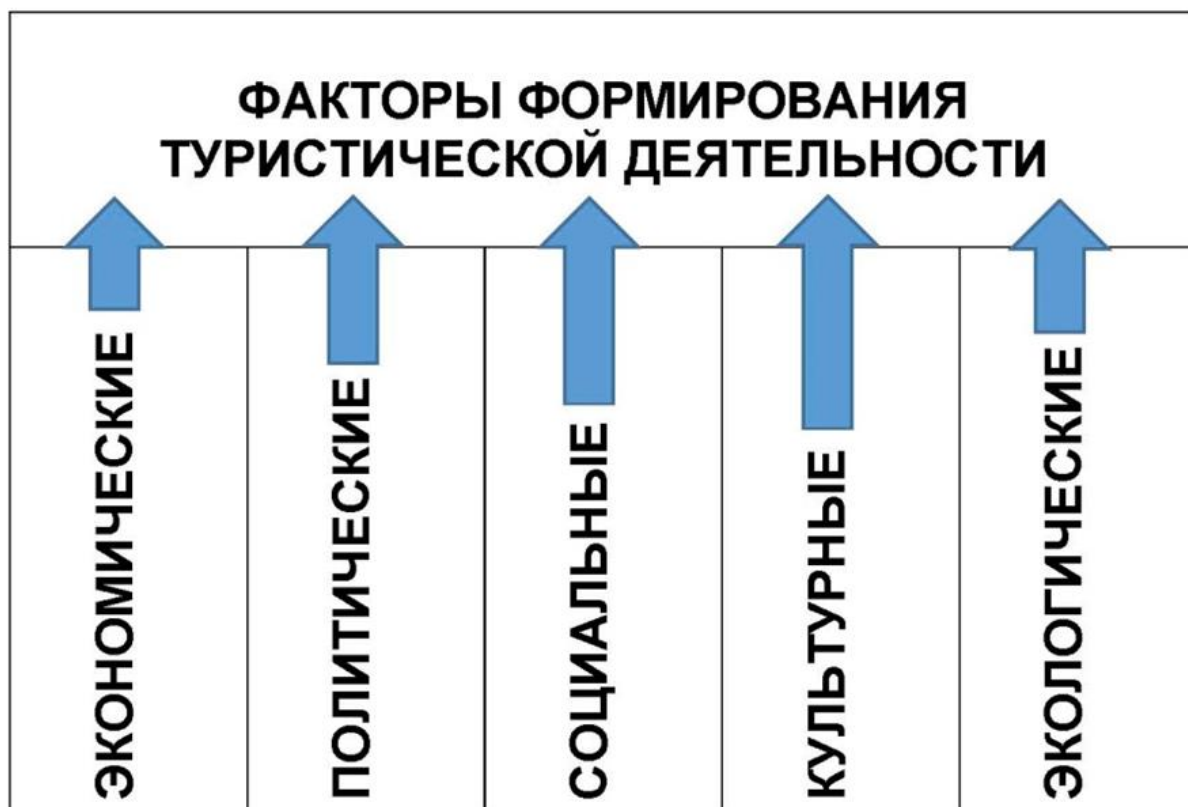 ФАКТОРЫ ФОРМИРОВАНИЯ
ТУРИСТИЧЕСКОЙ ДЕЯТЕЛЬНОСТИ
ЭКОНОМИЧЕСКИЕ
ПОЛИТИЧЕСКИЕ
СОЦИАЛЬНЫЕ
КУЛЬТУРНЫЕ
ЭКОЛОГИЧЕСКИЕ